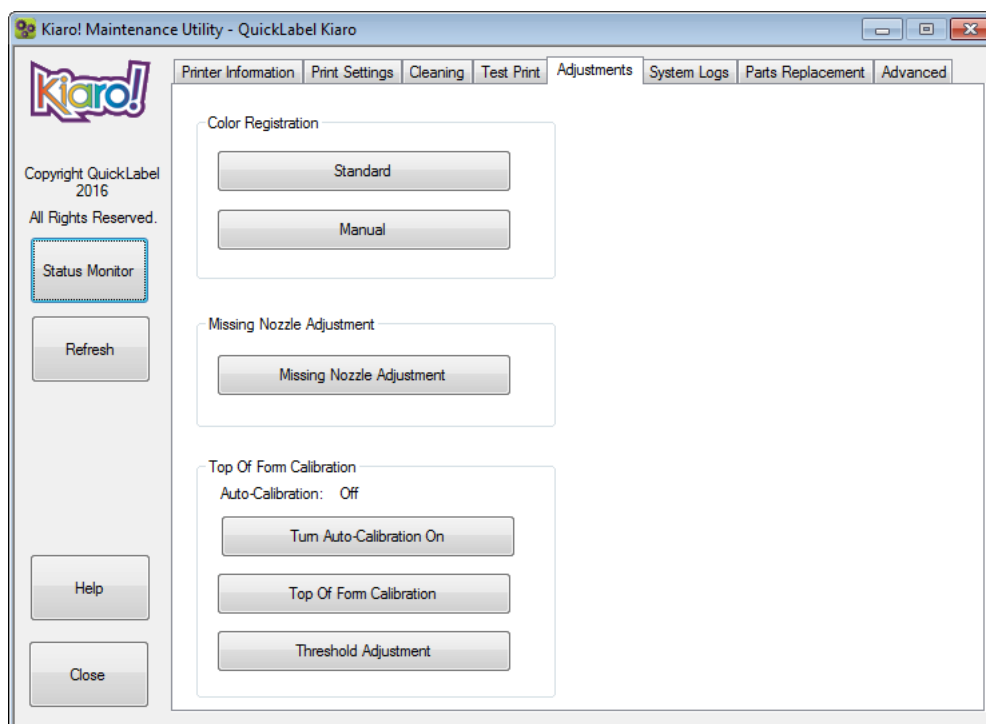 Kiaro! Maintenance Utility - QuickLabel Kiaro
Kiaro!
Copyright QuickLabel
2016
All Rights Reserved.
Status Monitor
Refresh
Help
Close
Printer Information Print Settings Cleaning Test Print Adjustments System Logs Parts Replacement Advanced
Color Registration
Standard
Manual
Missing Nozzle Adjustment
Missing Nozzle Adjustment
Top Of Form Calibration
Auto-Calibration: Off
Turn Auto-Calibration On
Top Of Form Calibration
Threshold Adjustment